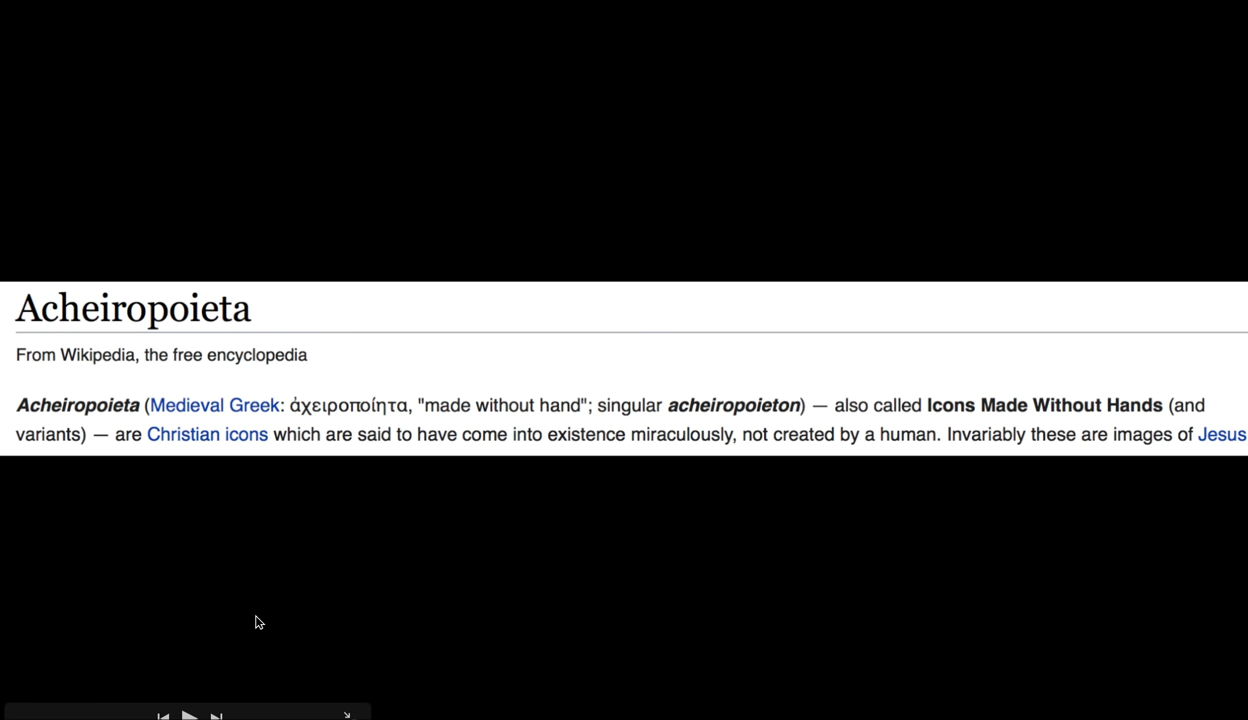 Acheiropoieta
From Wikipedia, the free encyclopedia
Acheiropoieta (Medieval Greek: ἀχειροποίητα, "made without hand"; singular acheiropoieton) — also called Icons Made Without Hands (and
variants) — are Christian icons which are said to have come into existence miraculously, not created by a human. Invariably these are images of Jesus